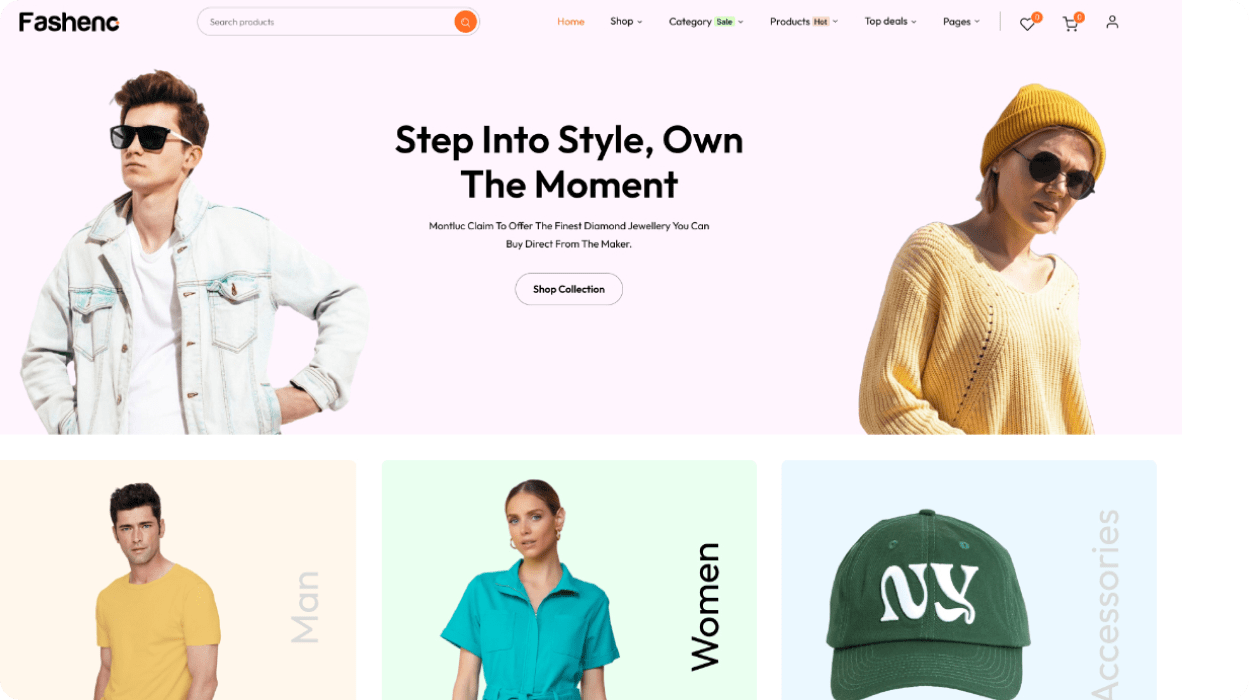 Fashenc
Search products
Home
Shop
Category Sale
Products Hot
Top deals
Pages
0
0
Step Into Style, Own
The Moment
Montluc Claim To Offer The Finest Diamond Jewellery You Can
Buy Direct From The Maker.
Shop Collection
Man
Women
NY
Accessories